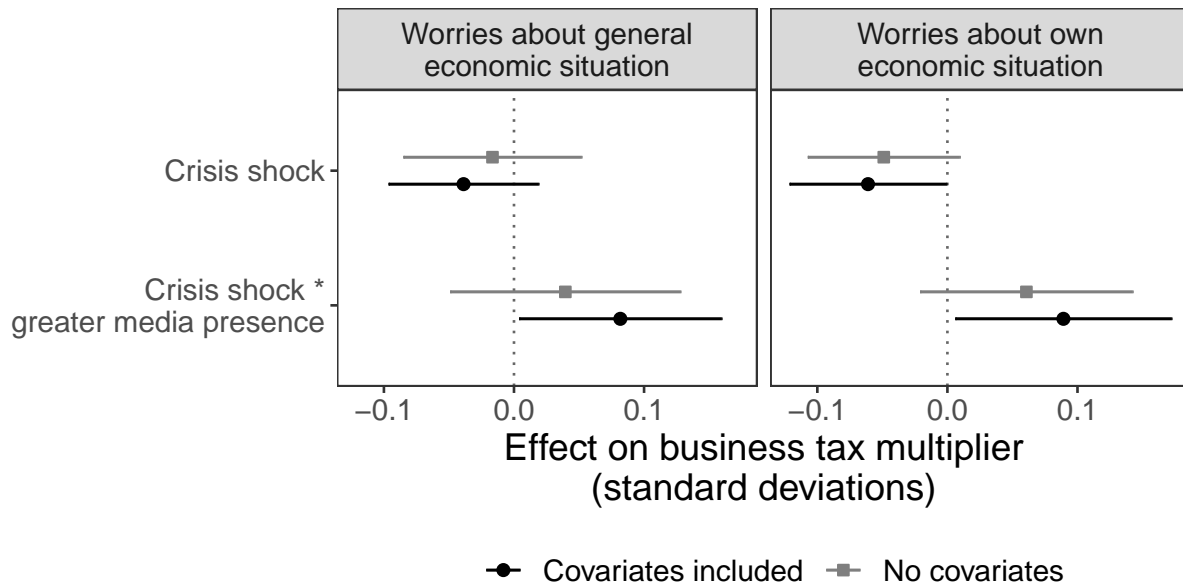 Worries about general
economic situation
Worries about own
economic situation
Crisis shock
Crisis shock *
greater media presence
−0.1 0.0 0.1
−0.1 0.0 0.1
Effect on business tax multiplier
(standard deviations)
Covariates included
No covariates